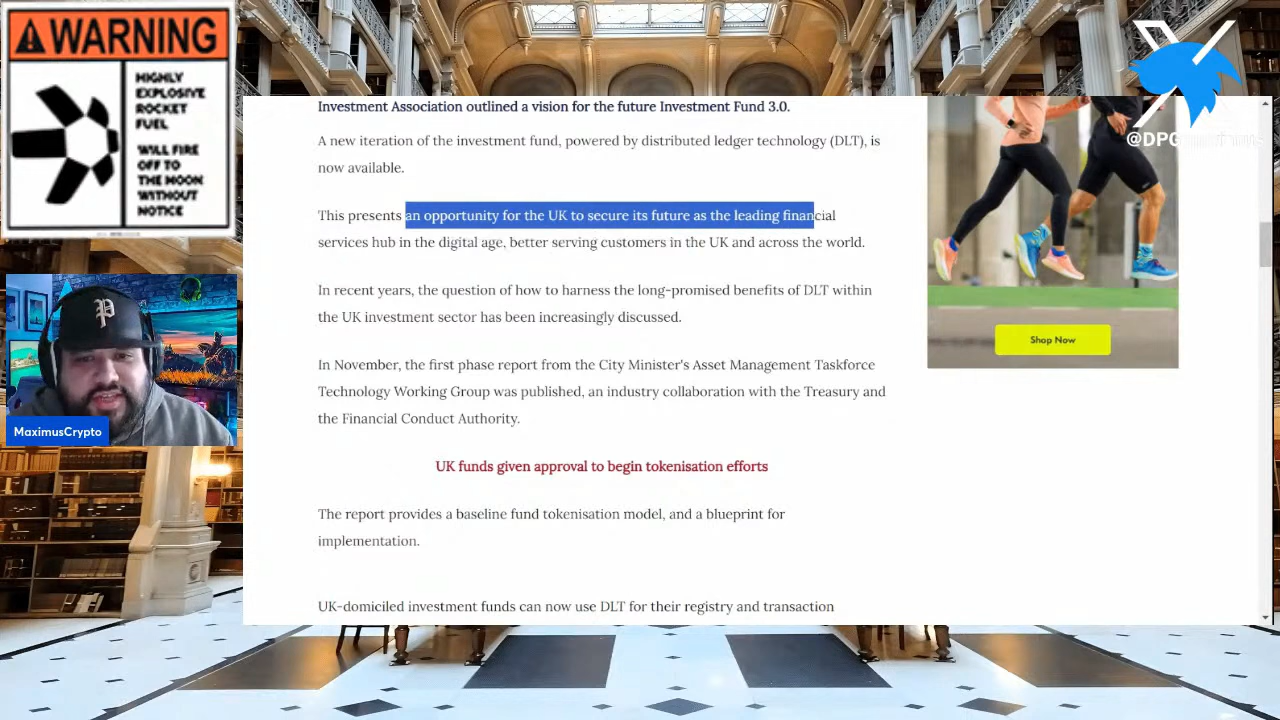 WARNING
HIGHLY
EXPLOSIVE
ROCKET
FUEL
WILL FIRE
OFF TO
THE MOON
WITHOUT
NOTICE
Investment Association outlined a vision for the future Investment Fund 3.0.
A new iteration of the investment fund, powered by distributed ledger technology (DLT), is
now available.
This presents an opportunity for the UK to secure its future as the leading financial
services hub in the digital age, better serving customers in the UK and across the world.
In recent years, the question of how to harness the long-promised benefits of DLT within
the UK investment sector has been increasingly discussed.
In November, the first phase report from the City Minister's Asset Management Taskforce
Technology Working Group was published, an industry collaboration with the Treasury and
the Financial Conduct Authority.
UK funds given approval to begin tokenisation efforts
The report provides a baseline fund tokenisation model, and a blueprint for
implementation.
UK-domiciled investment funds can now use DLT for their registry and transaction
Shop Now
MaximusCrypto
P